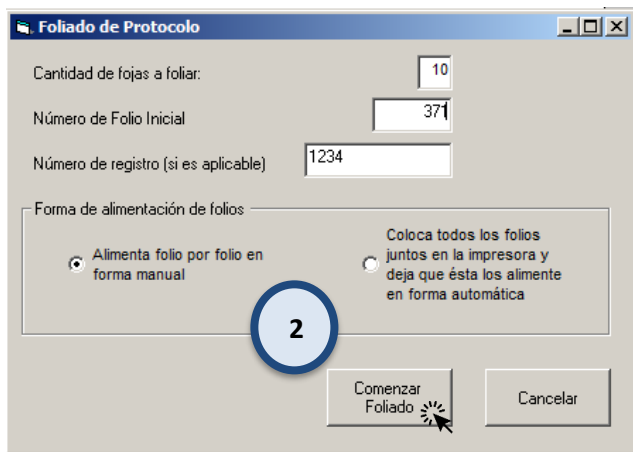 Foliado de Protocolo
Cantidad de fojas a foliar:
10
Número de Folio Inicial
371
Número de registro (si es aplicable)
1234
Forma de alimentación de folios
Alimenta folio por folio en
forma manual
Coloca todos los folios
juntos en la impresora y
deja que ésta los alimente
en forma automática
2
Comenzar
Foliado
Cancelar